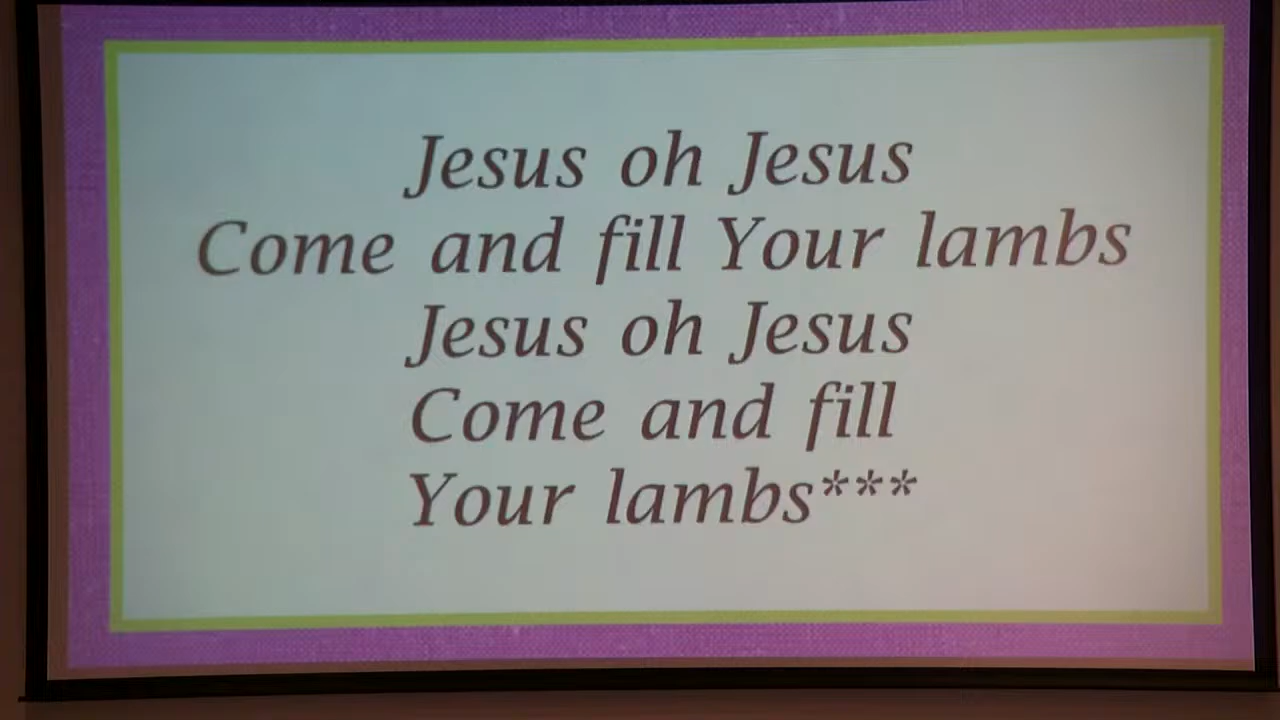 Jesus oh Jesus
Come and fill Your lambs
Jesus oh Jesus
Come and fill
Your lambs***